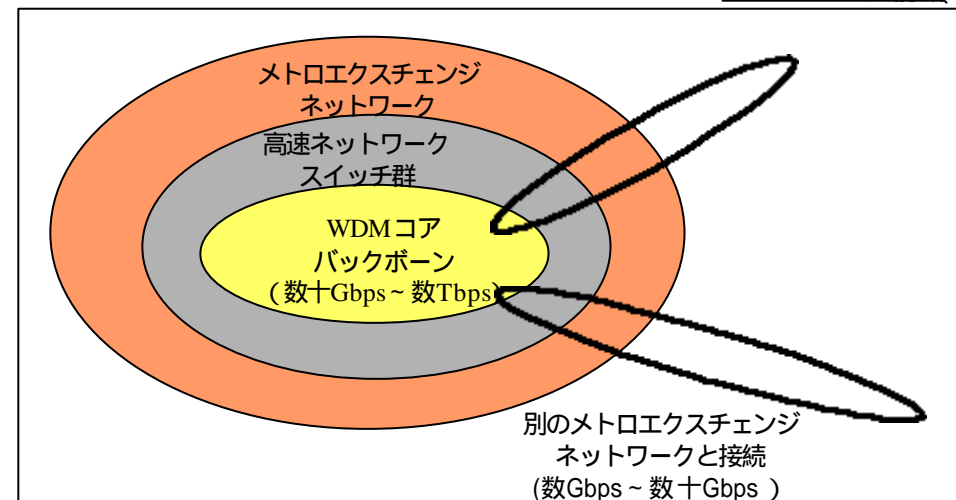 メトロエクスチェンジ
ネットワーク
高速ネットワーク
スイッチ群
WDMコア
バックボーン
(数十Gbps~数Tbps)
別のメトロエクスチェンジ
ネットワークと接続
(数Gbps~数十Gbps )